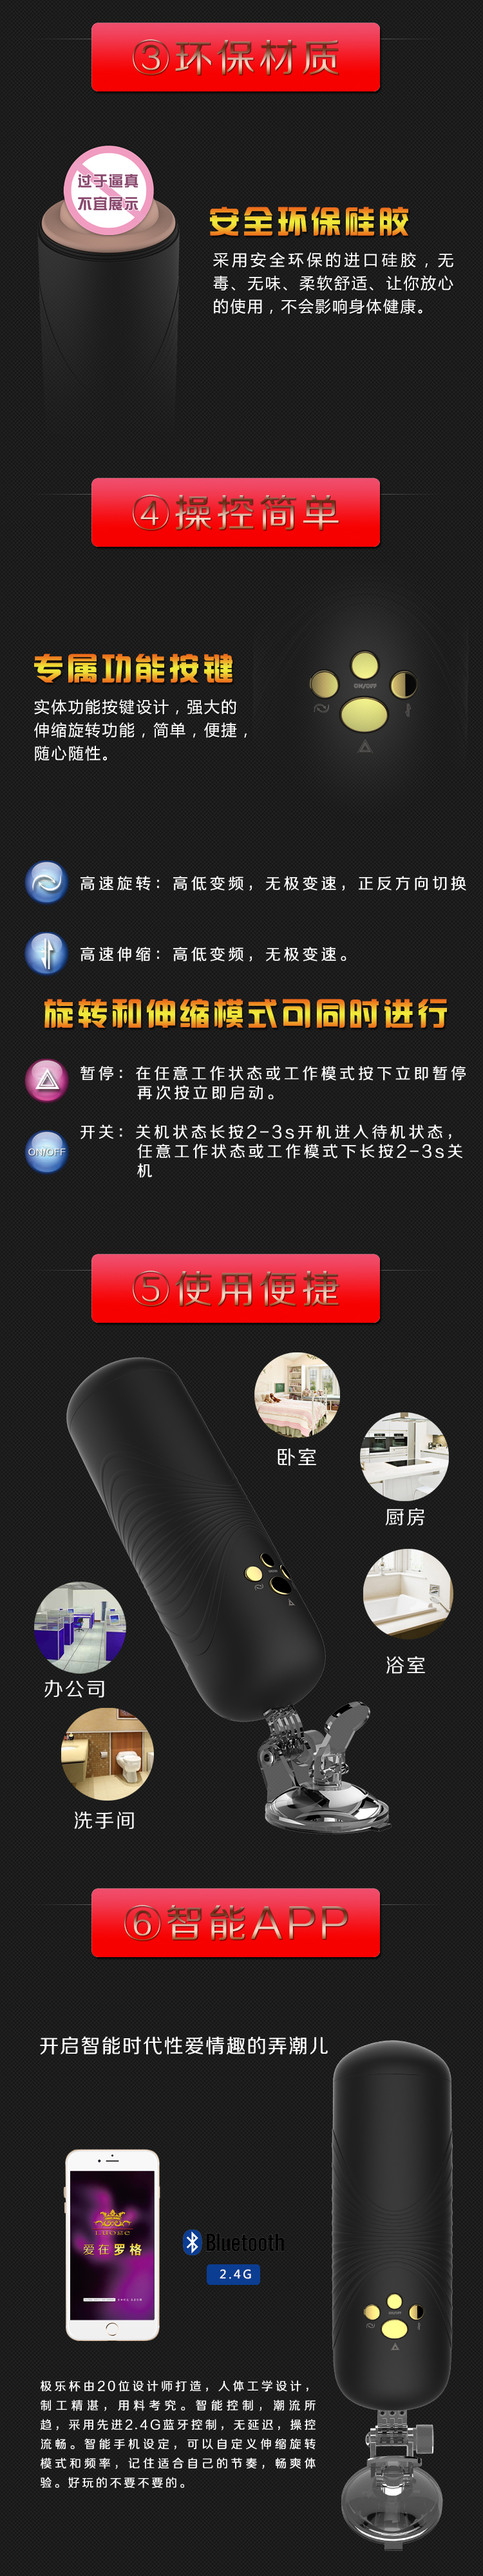 ③环保材质
过于逼真
不宜展示
安全环保硅胶
采用安全环保的进口硅胶，无
毒、无味、柔软舒适、让你放心
的使用，不会影响身体健康。
④操控简单
专属功能按键
实体功能按键设计，强大的
伸缩旋转功能，简单，便捷，
随心随性。
ON/OFF
高速旋转：高低变频，无极变速，正反方向切换
高速伸缩：高低变频，无极变速。
旋转和伸缩模式可同时进行
暂停：在任意工作状态或工作模式按下立即暂停
再次按立即启动。
ON/OFF
开关：关机状态长按2-3s开机进入待机状态，
任意工作状态或工作模式下长按2-3s关
机
⑤使用便捷
卧室
厨房
浴室
办公司
洗手间
⑥智能APP
开启智能时代性爱情趣的弄潮儿
爱在罗格
Bluetooth
2.4G
极乐杯由20位设计师打造，人体工学设计，
制工精湛，用料考究。智能控制，潮流所
趋，采用先进2.4G蓝牙控制，无延迟，操控
流畅。智能手机设定，可以自定义伸缩旋转
模式和频率，记住适合自己的节奏，畅爽体
验。好玩的不要不要的。